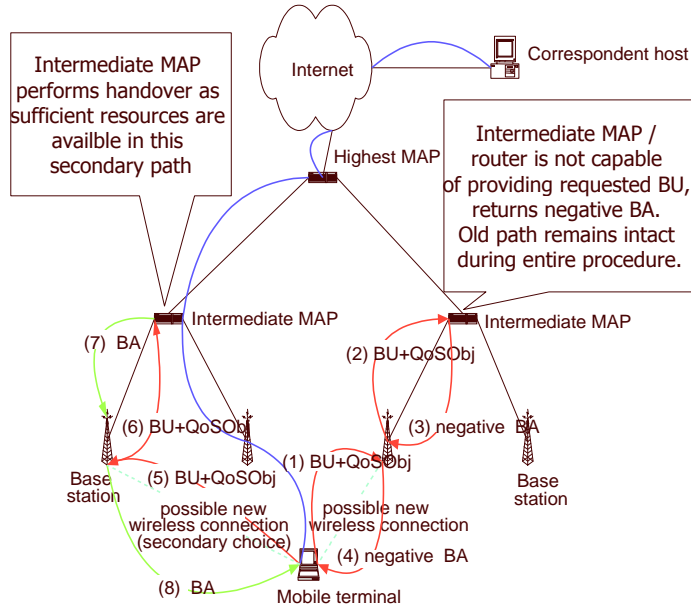 Intermediate MAP
performs handover as
sufficient resources are
availble in this
secondary path
Internet
Correspondent host
Highest MAP
Intermediate MAP /
router is not capable
of providing requested BU,
returns negative BA.
Old path remains intact
during entire procedure.
Intermediate MAP
Intermediate MAP
(7) BA
(2) BU+QoSObj
(6) BU+QoSObj
(3) negative BA
(1) BU+QoSObj
(5) BU+QoSObj
Base
station
Base
station
possible new
wireless connection
(secondary choice)
possible new
wireless connection
(4) negative BA
(8) BA
Mobile terminal